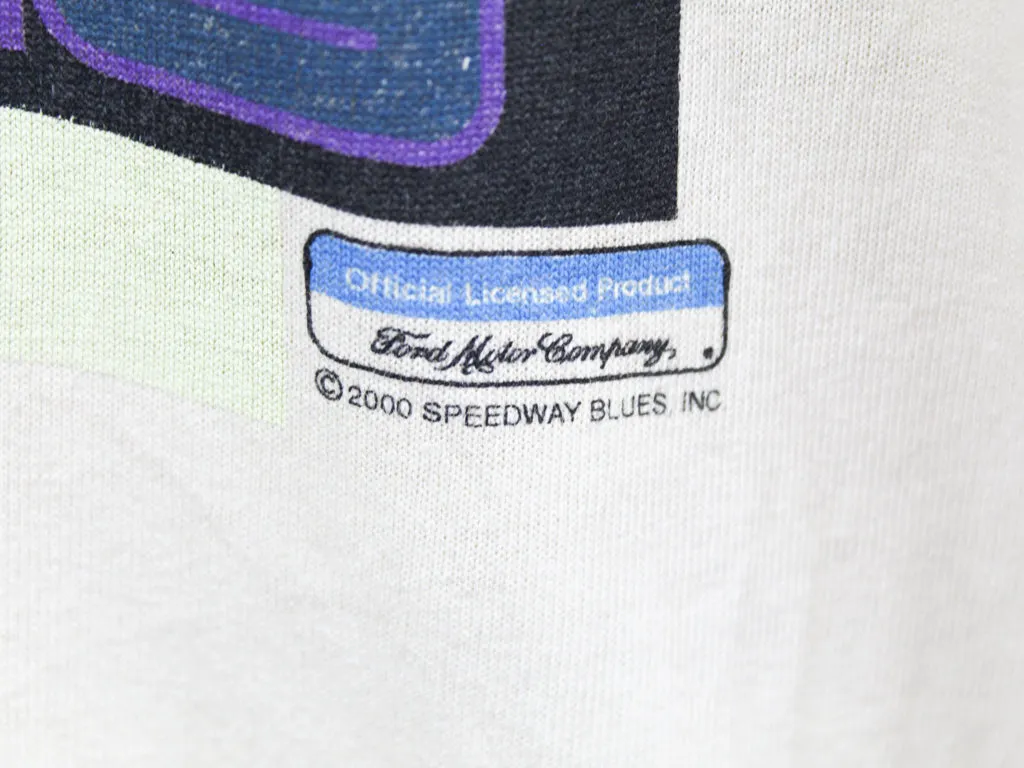 Official Licensed Product
Ford Motor Company,
© 2000 SPEEDWAY BLUES, INC